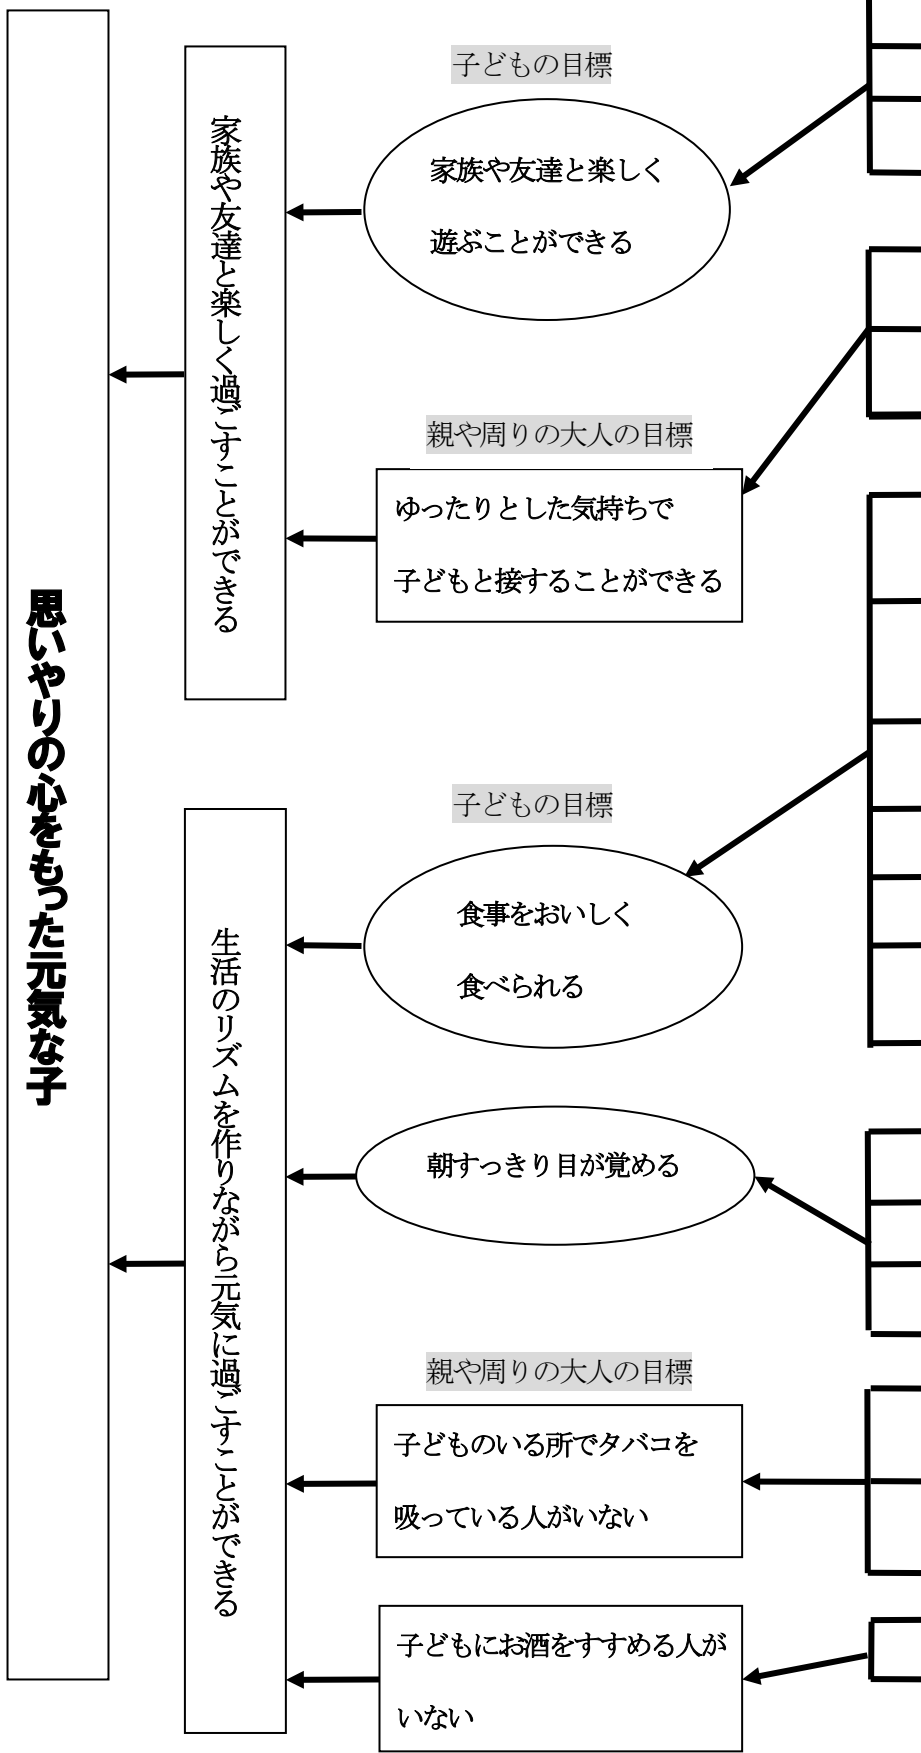 思いやりの心をもった元気な子
家族や友達と楽しく過ごすことができる
子どもの目標
家族や友達と楽しく
遊ぶことができる
親や周りの大人の目標
ゆったりとした気持ちで
子どもと接することができる
生活のリズムを作りながら元気に過ごすことができる
子どもの目標
食事をおいしく
食べられる
朝すっきり目が覚める
親や周りの大人の目標
子どものいる所でタバコを
吸っている人がいない
子どもにお酒をすすめる人が
いない